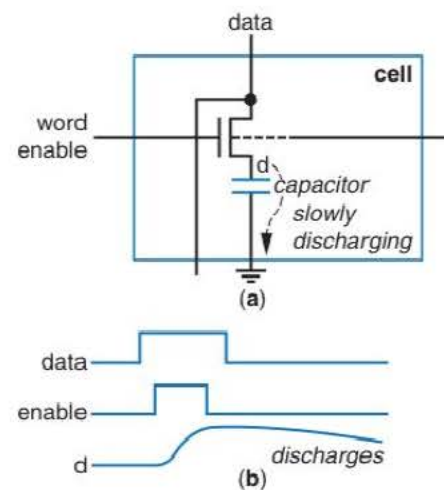 data
cell
word
enable
d
capacitor
slowly
discharging
(a)
data
enable
d
discharges
(b)